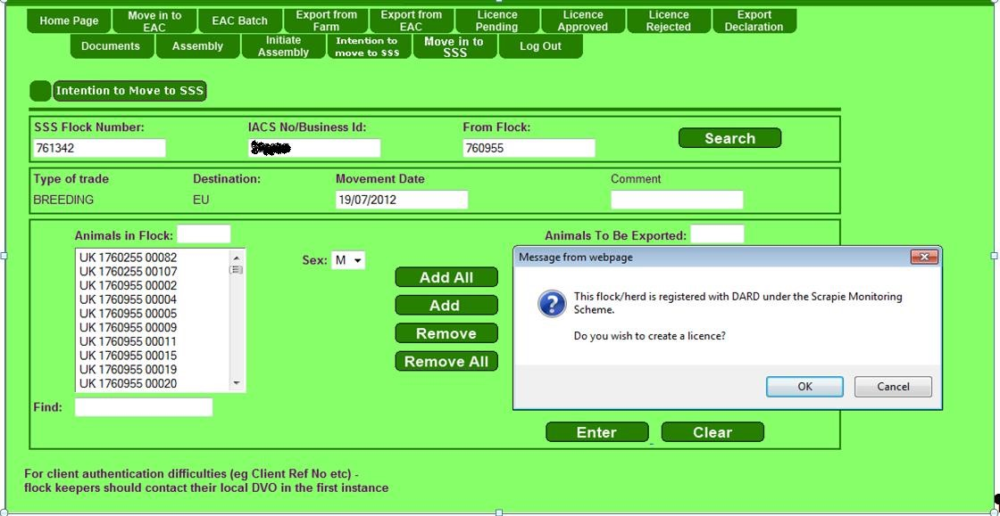 Home Page
Move in to EAC
EAC Batch
Export from Farm
Export from EAC
Licence Pending
Licence Approved
Licence Rejected
Export Declaration
Documents
Assembly
Initiate Assembly
Intention to move to SSS
Move in to SSS
Log Out
Intention to Move to SSS
SSS Flock Number: IACS No/Business Id: From Flock:
761342 760955 Search
Type of trade Destination: Movement Date Comment
BREEDING EU 19/07/2012
Animals in Flock: Animals To Be Exported:
UK 1760255 00082
UK 1760255 00107
UK 1760955 00002
UK 1760955 00004
UK 1760955 00005
UK 1760955 00009
UK 1760955 00011
UK 1760955 00015
UK 1760955 00019
UK 1760955 00020
Sex: M
Add All
Add
Remove
Remove All
Message from webpage
This flock/herd is registered with DARD under the Scrapie Monitoring
Scheme.
Do you wish to create a licence?
OK Cancel
Find:
Enter Clear
For client authentication difficulties (eg Client Ref No etc) -
flock keepers should contact their local DVO in the first instance